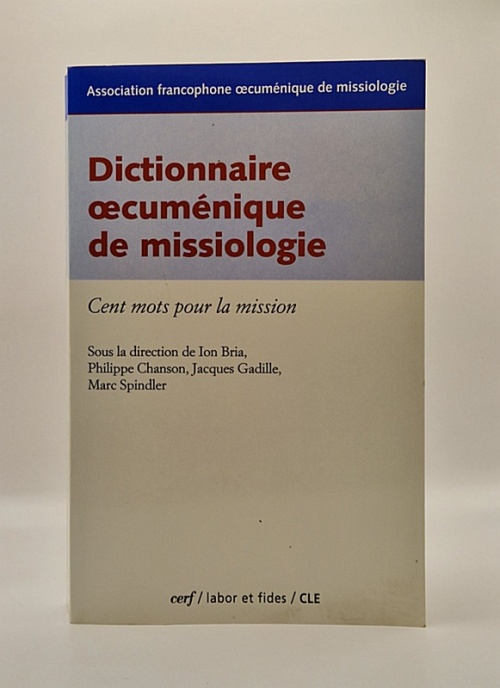 Association francophone œcuménique de missiologie
Dictionnaire
œcuménique
de missiologie
Cent mots pour la mission
Sous la direction de Ion Bria,
Philippe Chanson, Jacques Gadille,
Marc Spindler
cerf / labor et fides / CLE